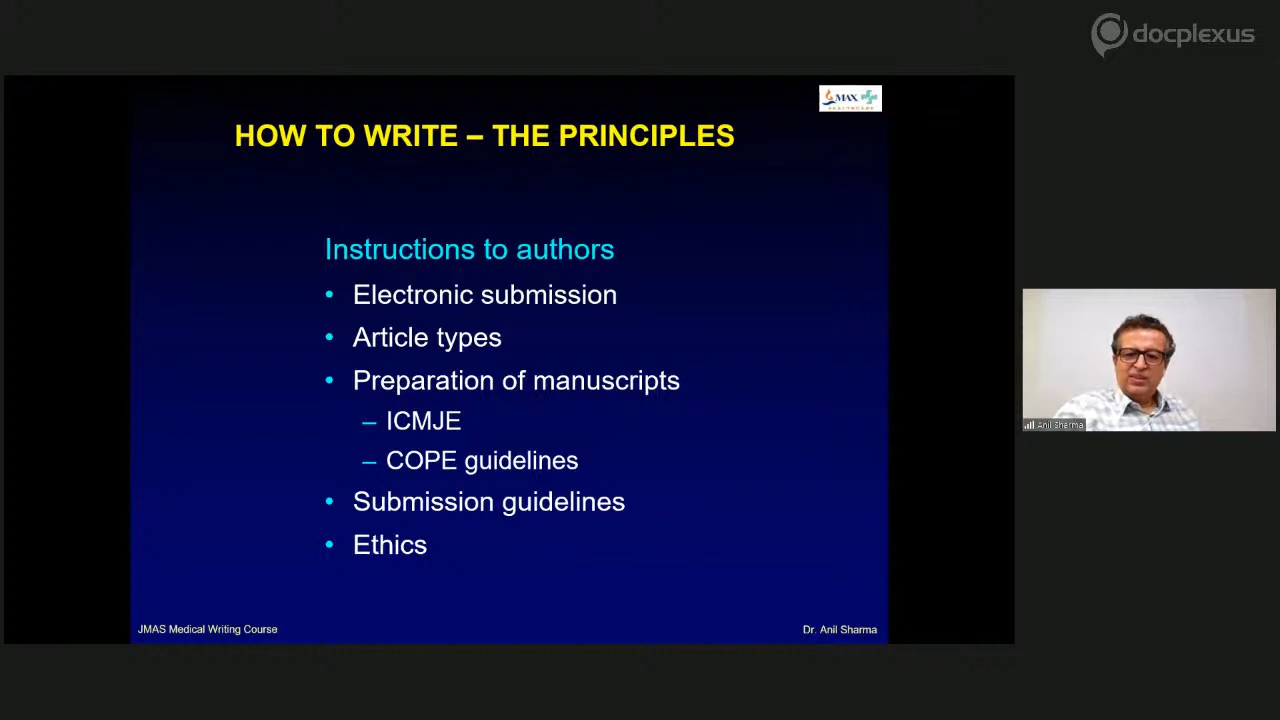 docplexus
MAX
HEALTHCARE
HOW TO WRITE – THE PRINCIPLES
Instructions to authors
• Electronic submission
• Article types
• Preparation of manuscripts
– ICMJE
– COPE guidelines
• Submission guidelines
• Ethics
Anil Sharma
JMAS Medical Writing Course
Dr. Anil Sharma